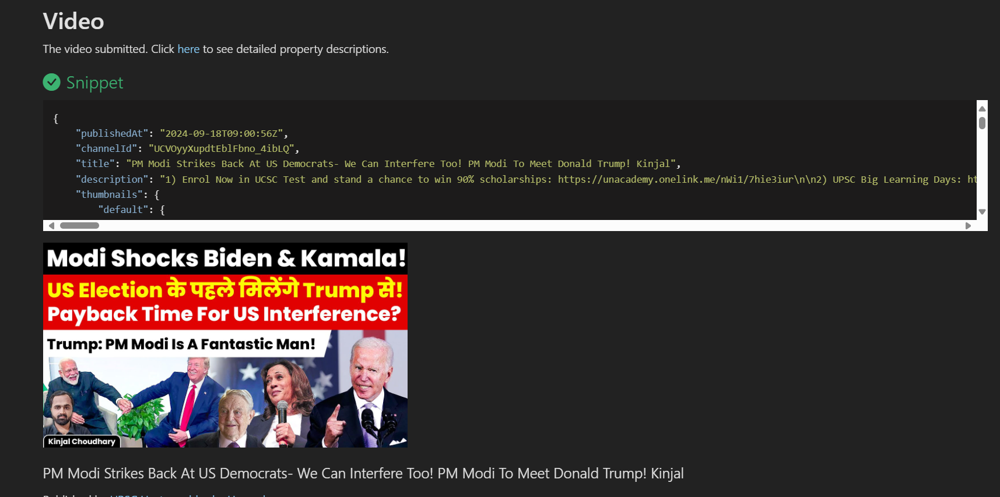 Video
The video submitted. Click here to see detailed property descriptions.
Snippet
{
"publishedAt": "2024-09-18T09:00:56Z",
"channelId": "UCVOyyXupdtEblFbno_4ibLQ",
"title": "PM Modi Strikes Back At US Democrats- We Can Interfere Too! PM Modi To Meet Donald Trump! Kinjal",
"description": "1) Enrol Now in UCSC Test and stand a chance to win 90% scholarships: https://unacademy.onelink.me/nWi1/7hie3iur\n\n2) UPSC Big Learning Days: ht
"thumbnails": {
"default": {
Modi Shocks Biden & Kamala!
US Election के पहले मिलेंगे Trump से!
Payback Time For US Interference?
Trump: PM Modi Is A Fantastic Man!
Kinjal Choudhary
PM Modi Strikes Back At US Democrats- We Can Interfere Too! PM Modi To Meet Donald Trump! Kinjal